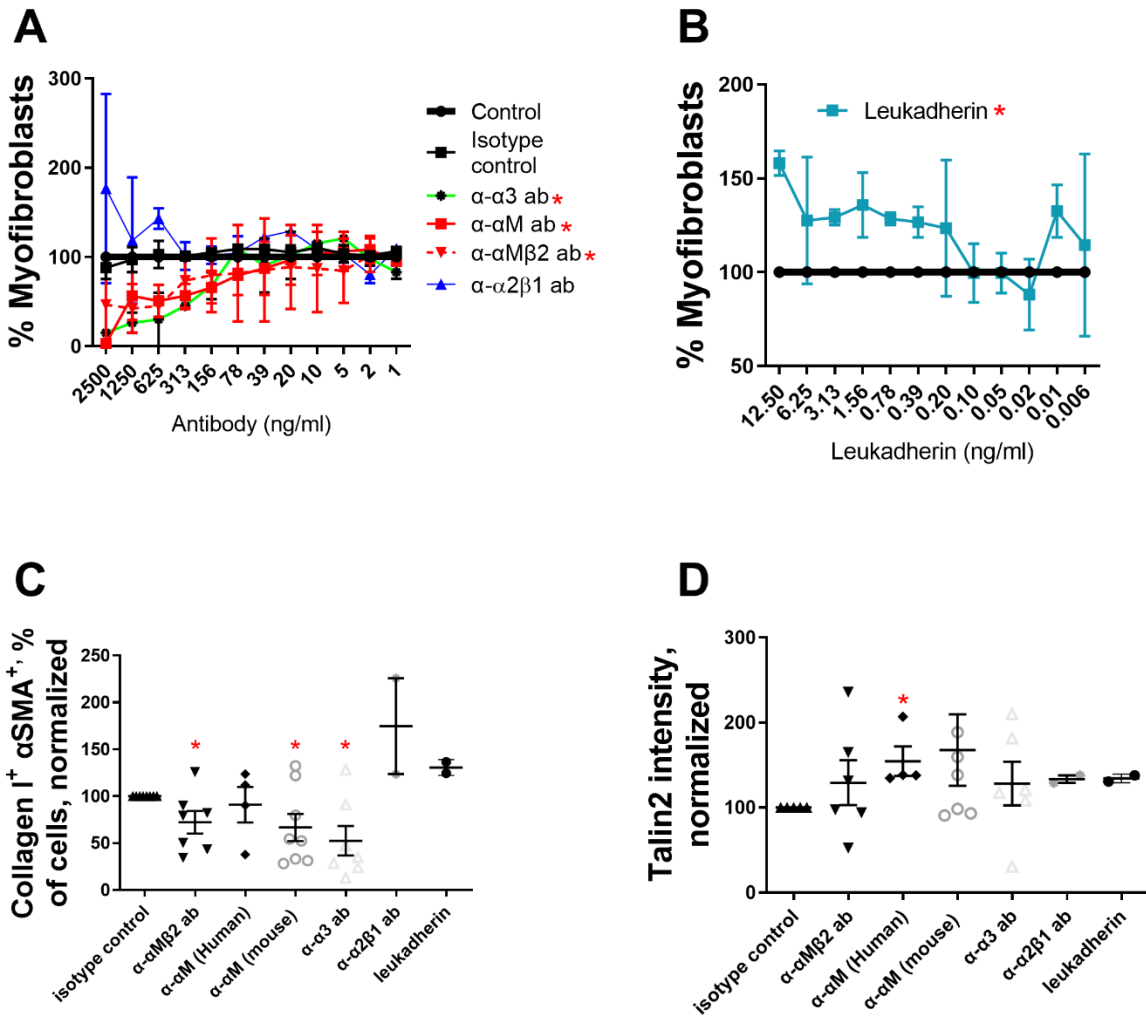 A
% Myofibroblasts
300
200
100
0
2500
1250
625
313
156
78
39
20
10
5
2
1
Antibody (ng/ml)
Control
Isotype
control
α-α3 ab*
α-αM ab*
α-αMβ2 ab*
α-α2β1 ab
B
% Myofibroblasts
200
150
100
50
Leukadherin *
12.50
6.25
3.13
1.56
0.78
0.39
0.20
0.10
0.05
0.02
0.01
0.006
Leukadherin (ng/ml)
C
Collagen I+ αSMA+, %
of cells, normalized
250
200
150
100
50
0
*
*
*
isotype control
α-αMβ2 ab
α-αM (Human)
α-αM (mouse)
α-α3 ab
α-α2β1 ab
leukadherin
D
Talin2 intensity,
normalized
300
200
100
0
*
isotype control
α-αMβ2 ab
α-αM (Human)
α-αM (mouse)
α-α3 ab
α-α2β1 ab
leukadherin